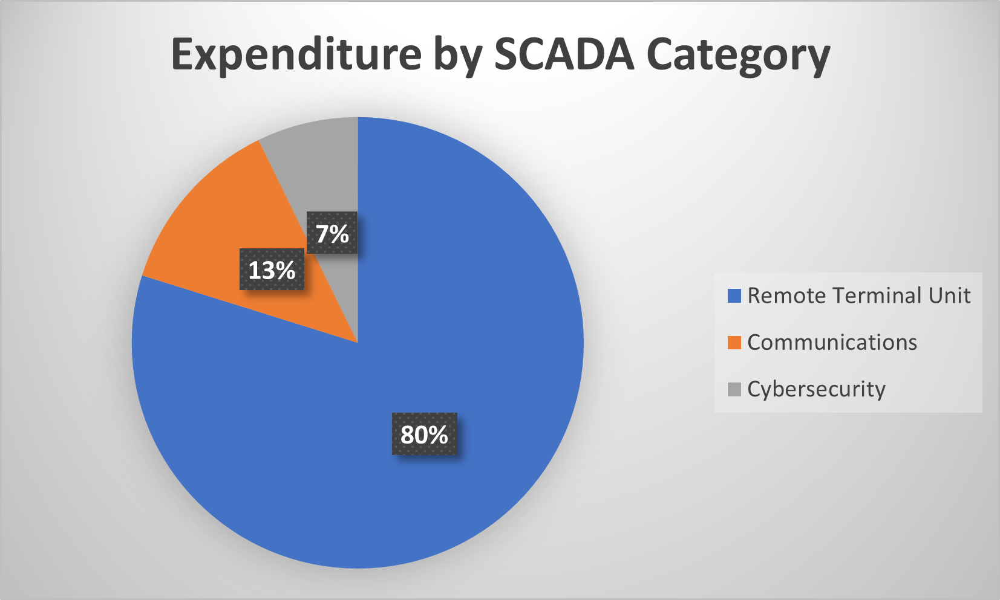 Expenditure by SCADA Category
7%
13%
80%
Remote Terminal Unit
Communications
Cybersecurity